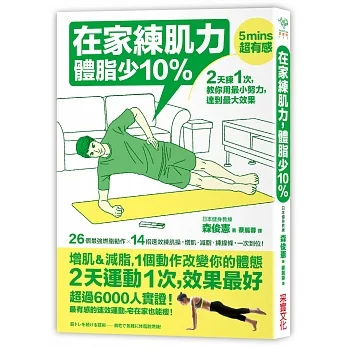 在家練肌力
體脂少10%
5mins
超有感
2天練1次,
教你用最小努力,
達到最大效果
日本健身教練
森俊憲 著 蔡麗蓉 譯
26個最強燃脂動作╳14招速效練肌操,增肌、減脂、練線條,一次到位!
增肌&減脂,1個動作改變你的體態
2天運動1次,效果最好
超過6000人實證!
最有感的速效運動,宅在家也能瘦!
在家練肌力,體脂少10%
日本健身教練
森俊憲 著
蔡麗蓉 譯
采實文化